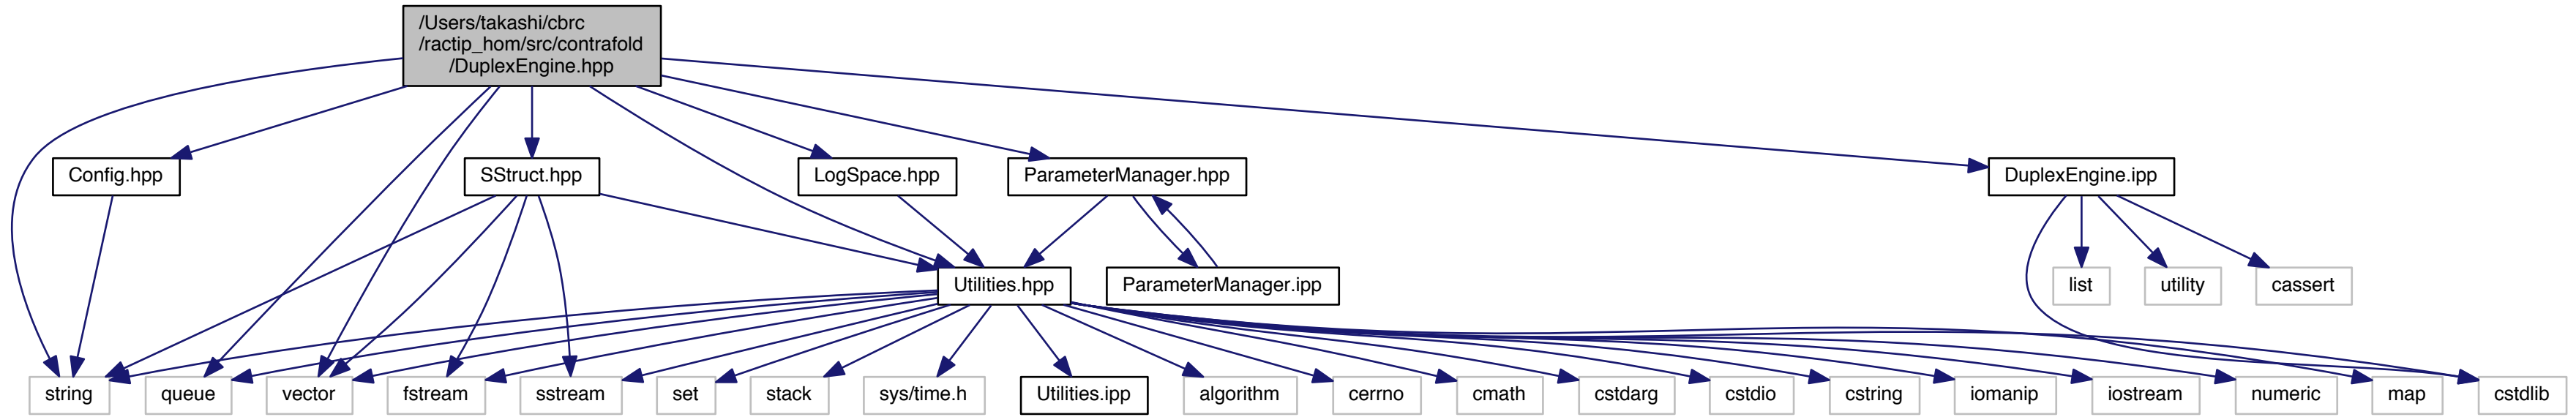 /Users/takashi/cbrc
/ractip_hom/src/contrafold
/DuplexEngine.hpp
Config.hpp
SStruct.hpp
LogSpace.hpp
ParameterManager.hpp
DuplexEngine.ipp
Utilities.hpp
ParameterManager.ipp
list
utility
cassert
string
queue
vector
fstream
sstream
set
stack
sys/time.h
Utilities.ipp
algorithm
cerrno
cmath
cstdarg
cstdio
cstring
iomanip
iostream
numeric
map
cstdlib